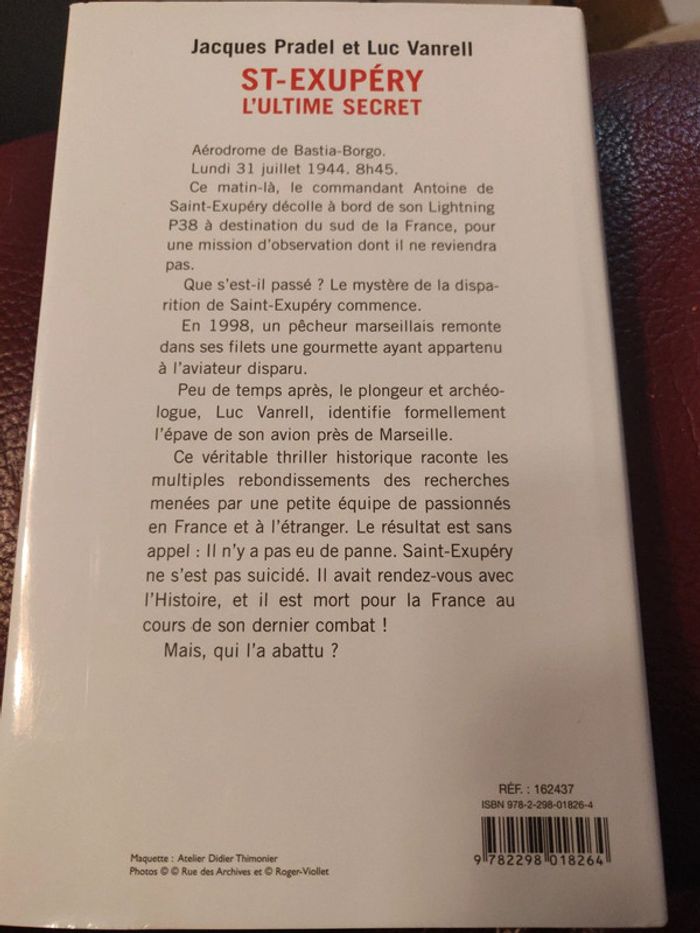 Jacques Pradel et Luc Vanrell
ST-EXUPÉRY
L'ULTIME SECRET
Aérodrome de Bastia-Borgo.
Lundi 31 juillet 1944. 8h45.
Ce matin-là, le commandant Antoine de
Saint-Exupéry décolle à bord de son Lightning
P38 à destination du sud de la France, pour
une mission d'observation dont il ne reviendra
pas.
Que s'est-il passé ? Le mystère de la dispa-
rition de Saint-Exupéry commence.
En 1998, un pêcheur marseillais remonte
dans ses filets une gourmette ayant appartenu
à l'aviateur disparu.
Peu de temps après, le plongeur et archéo-
logue, Luc Vanrell, identifie formellement
l'épave de son avion près de Marseille.
Ce véritable thriller historique raconte les
multiples rebondissements des recherches
menées par une petite équipe de passionnés
en France et à l'étranger. Le résultat est sans
appel : Il n'y a pas eu de panne. Saint-Exupéry
ne s'est pas suicidé. Il avait rendez-vous avec
l'Histoire, et il est mort pour la France au
cours de son dernier combat !
Mais, qui l'a abattu ?
RÉF. : 162437
ISBN 978-2-298-01826-4
9 782298 018264
Maquette : Atelier Didier Thimonier
Photos © © Rue des Archives et © Roger-Viollet